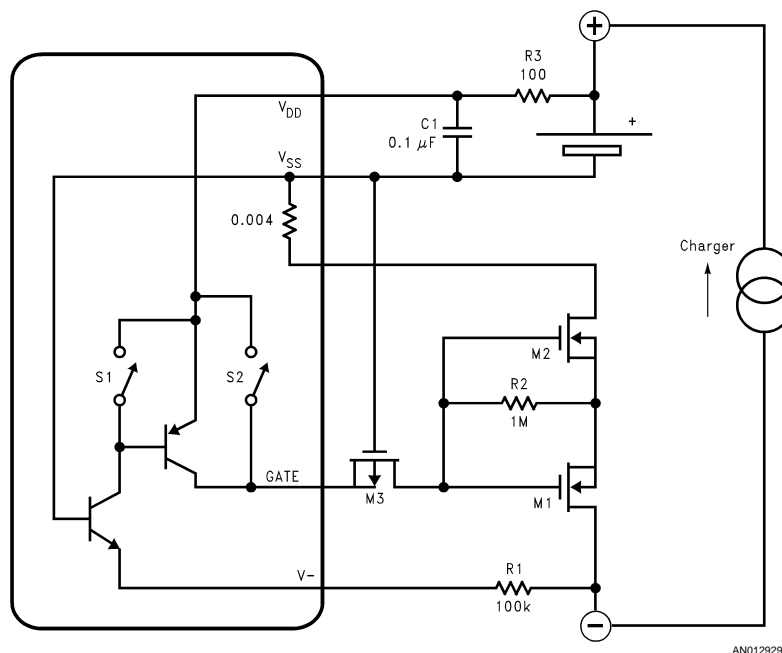 +
R3
100
V_DD
C1
0.1 μF
+
V_SS
0.004
Charger
M2
S1
S2
R2
1M
GATE
M3
M1
V−
R1
100k
−
AN012929